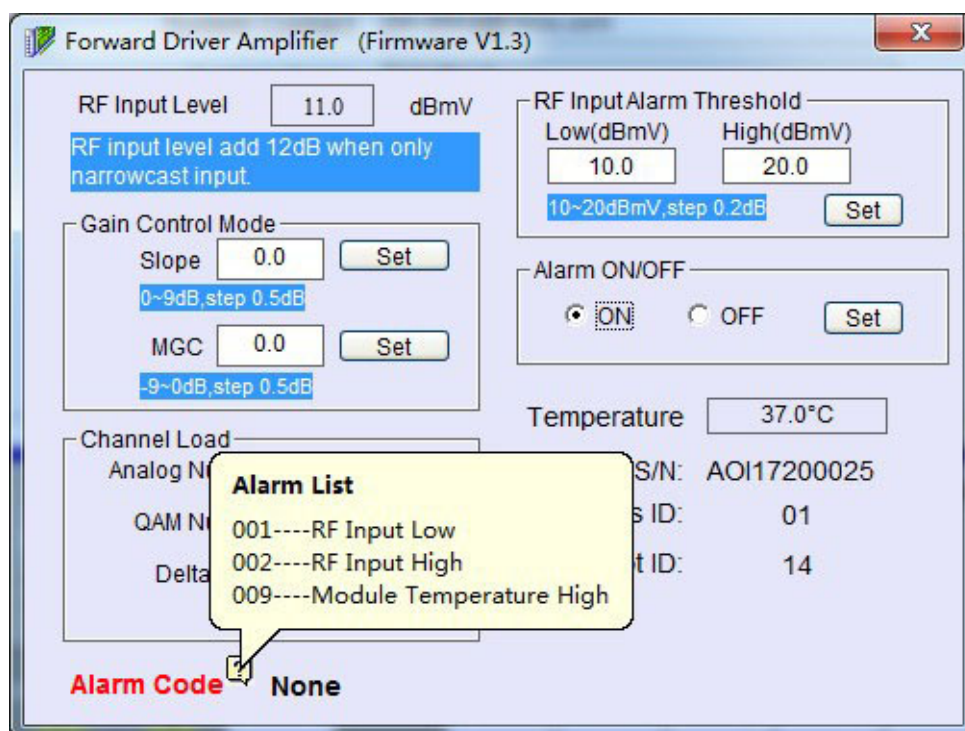 Forward Driver Amplifier (Firmware V1.3)
RF Input Level 11.0 dBmV
RF input level add 12dB when only
narrowcast input.
Gain Control Mode
Slope 0.0 Set
0~9dB,step 0.5dB
MGC 0.0 Set
-9~0dB,step 0.5dB
Channel Load
Analog
QAM
Delta
RF Input Alarm Threshold
Low(dBmV) High(dBmV)
10.0 20.0
10~20dBmV,step 0.2dB Set
Alarm ON/OFF
ON OFF Set
Temperature 37.0°C
S/N: AOI17200025
ID: 01
ID: 14
Alarm List
001----RF Input Low
002----RF Input High
009----Module Temperature High
Alarm Code ? None